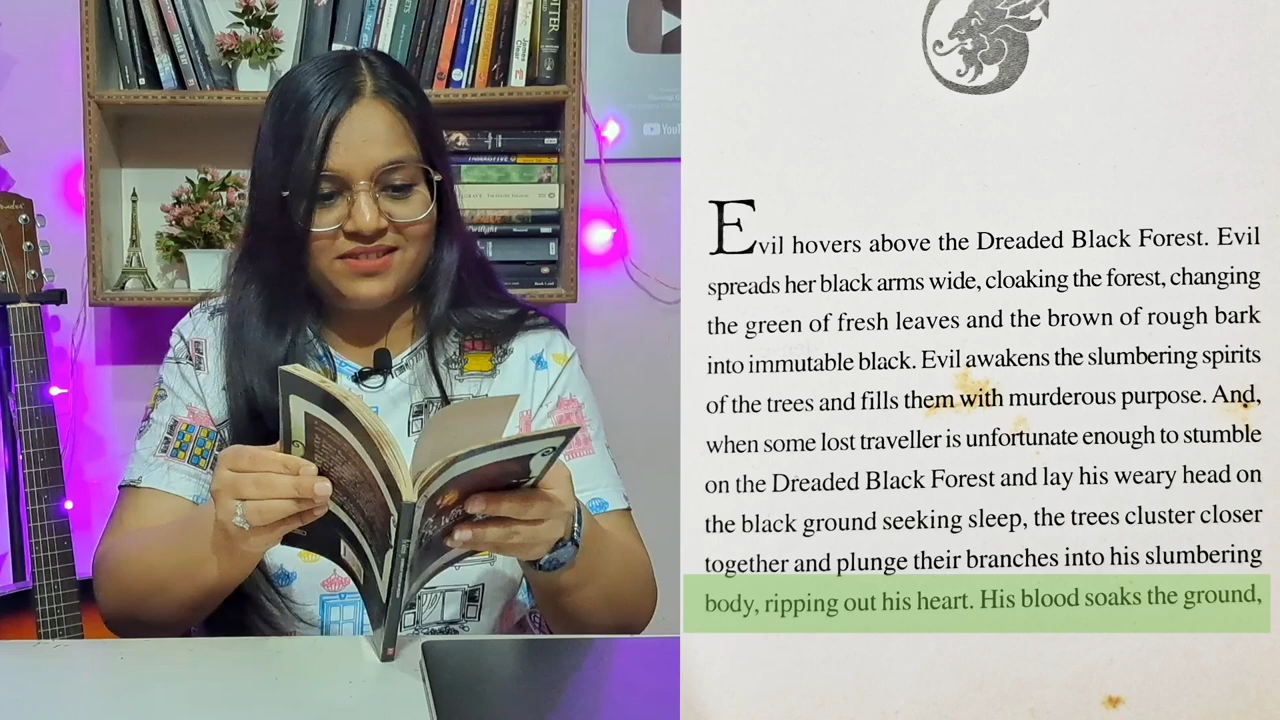 TTER
YouTu
TWILIGHT
Fender
Evil hovers above the Dreaded Black Forest. Evil
spreads her black arms wide, cloaking the forest, changing
the green of fresh leaves and the brown of rough bark
into immutable black. Evil awakens the slumbering spirits
of the trees and fills them with murderous purpose. And,
when some lost traveller is unfortunate enough to stumble
on the Dreaded Black Forest and lay his weary head on
the black ground seeking sleep, the trees cluster closer
together and plunge their branches into his slumbering
body, ripping out his heart. His blood soaks the ground,